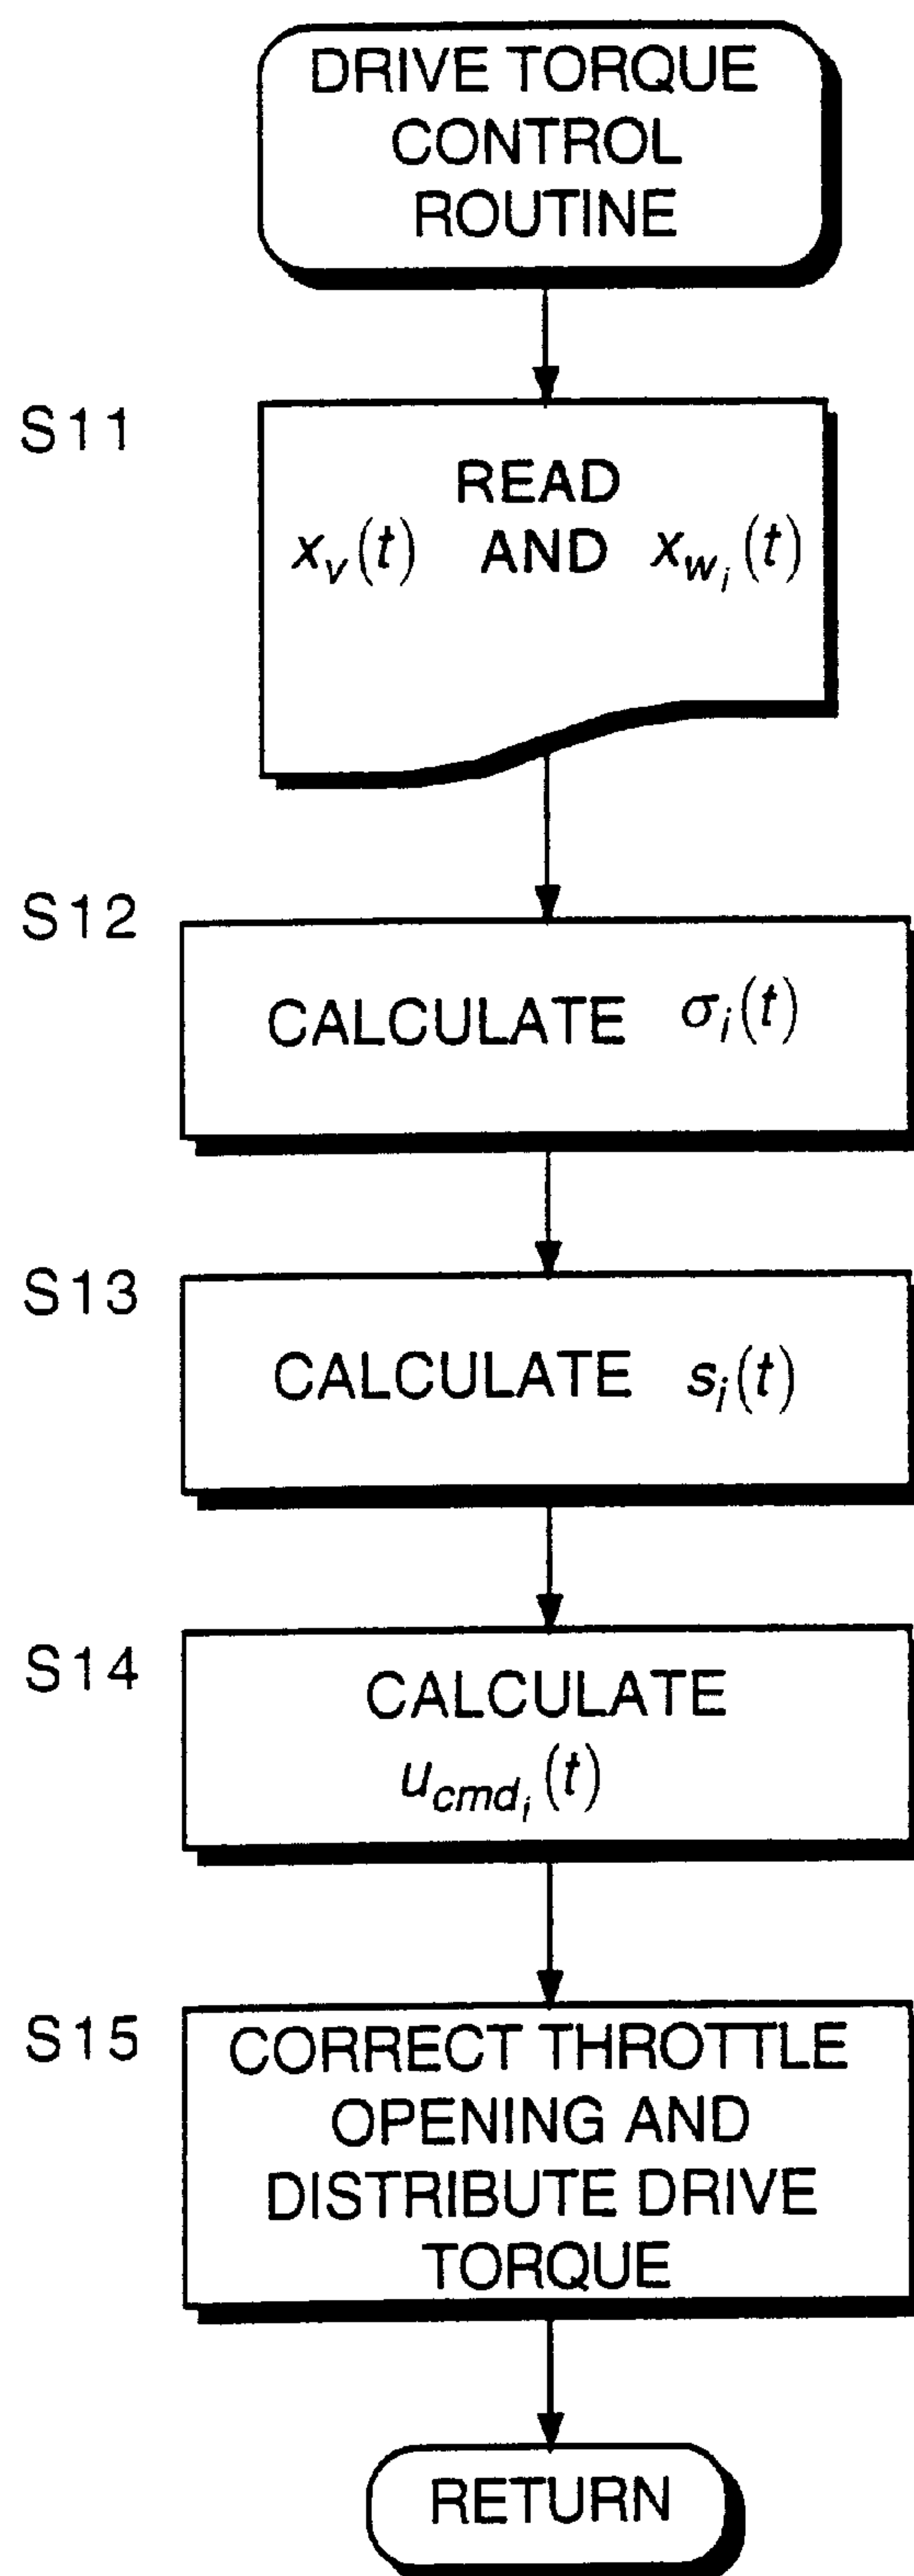 DRIVE TORQUE
CONTROL
ROUTINE
S11
READ
x_v(t) AND x_{w_i}(t)
S12
CALCULATE σ_i(t)
S13
CALCULATE s_i(t)
S14
CALCULATE
u_{cmd_i}(t)
S15
CORRECT THROTTLE
OPENING AND
DISTRIBUTE DRIVE
TORQUE
RETURN